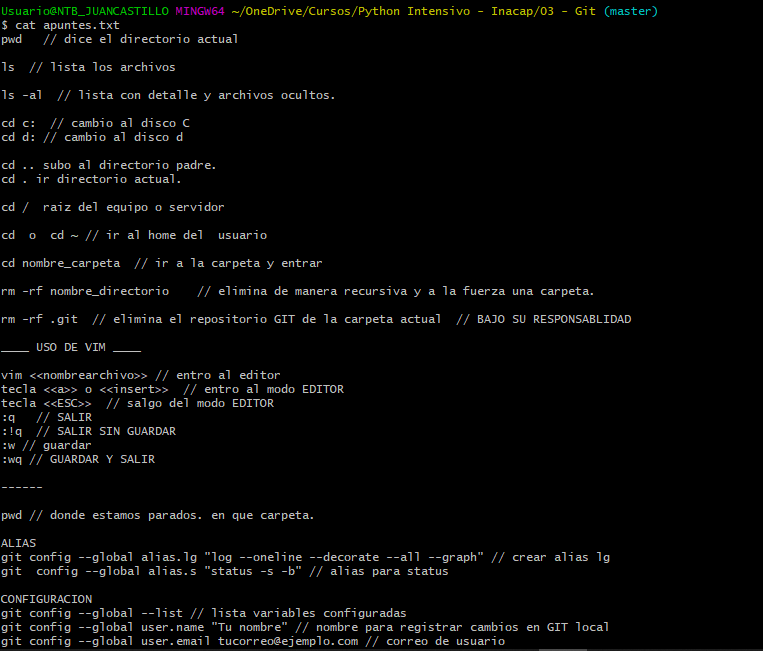 Usuario@NTB_JUANCASTILLO MINGW64 ~/OneDrive/Cursos/Python Intensivo - Inacap/03 - Git (master)
$ cat apuntes.txt
pwd   // dice el directorio actual
ls  // lista los archivos
ls -al  // lista con detalle y archivos ocultos.
cd c:  // cambio al disco C
cd d: // cambio al disco d
cd .. subo al directorio padre.
cd . ir directorio actual.
cd /  raiz del equipo o servidor
cd  o  cd ~ // ir al home del  usuario
cd nombre_carpeta  // ir a la carpeta y entrar
rm -rf nombre_directorio    // elimina de manera recursiva y a la fuerza una carpeta.
rm -rf .git  // elimina el repositorio GIT de la carpeta actual  // BAJO SU RESPONSABLIDAD
____ USO DE VIM ____
vim <<nombrearchivo>> // entro al editor
tecla <<a>> o <<insert>>  // entro al modo EDITOR
tecla <<ESC>>  // salgo del modo EDITOR
:q   // SALIR
:!q  // SALIR SIN GUARDAR
:w // guardar
:wq // GUARDAR Y SALIR
------
pwd // donde estamos parados. en que carpeta.
ALIAS
git config --global alias.lg "log --oneline --decorate --all --graph" // crear alias lg
git  config --global alias.s "status -s -b" // alias para status
CONFIGURACION
git config --global --list // lista variables configuradas
git config --global user.name "Tu nombre" // nombre para registrar cambios en GIT local
git config --global user.email tucorreo@ejemplo.com // correo de usuario